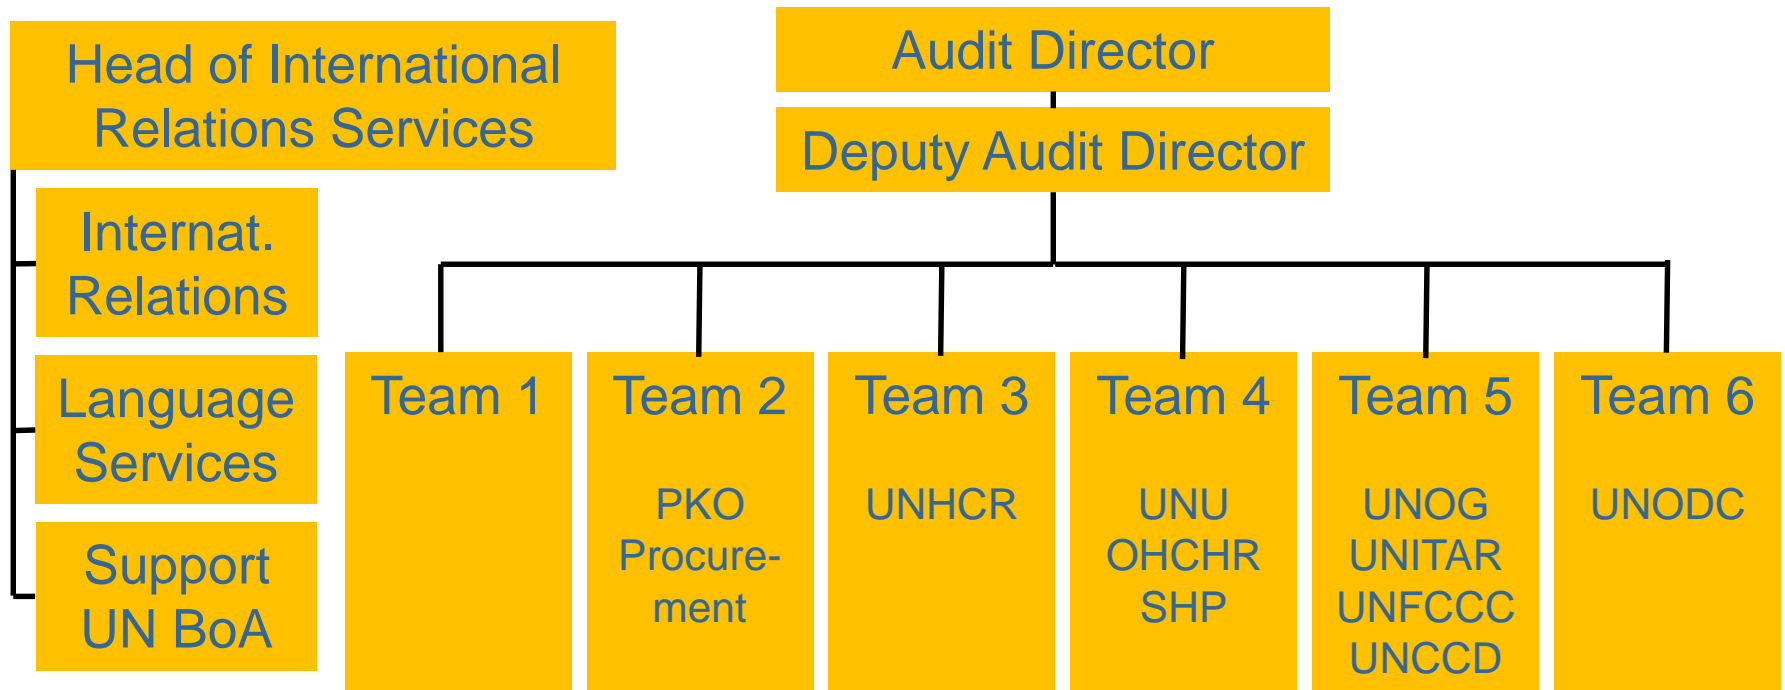 Head of International
Relations Services
Internat.
Relations
Language
Services
Support
UN BoA
Audit Director
Deputy Audit Director
Team 1
Team 2
PKO
Procure-
ment
Team 3
UNHCR
Team 4
UNU
OHCHR
SHP
Team 5
UNOG
UNITAR
UNFCCC
UNCCD
Team 6
UNODC